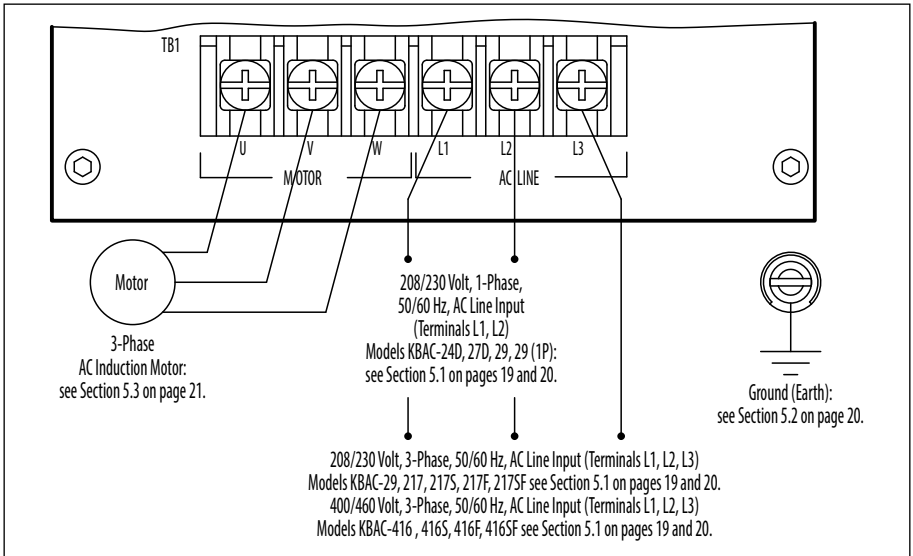 TB1
U V W L1 L2 L3
MOTOR AC LINE
Motor
3-Phase
AC Induction Motor:
see Section 5.3 on page 21.
208/230 Volt, 1-Phase,
50/60 Hz, AC Line Input
(Terminals L1, L2)
Models KBAC-24D, 27D, 29, 29 (1P):
see Section 5.1 on pages 19 and 20.
Ground (Earth):
see Section 5.2 on page 20.
208/230 Volt, 3-Phase, 50/60 Hz, AC Line Input (Terminals L1, L2, L3)
Models KBAC-29, 217, 217S, 217F, 217SF see Section 5.1 on pages 19 and 20.
400/460 Volt, 3-Phase, 50/60 Hz, AC Line Input (Terminals L1, L2, L3)
Models KBAC-416 , 416S, 416F, 416SF see Section 5.1 on pages 19 and 20.